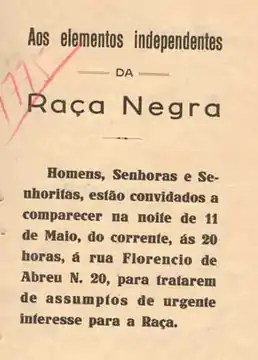 1775
Aos elementos independentes
DA
Raça Negra
Homens, Senhoras e Se-
nhoritas, estão convidados a
comparecer na noite de 11
de Maio, do corrente, ás 20
horas, á rua Florencio de
Abreu N. 20, para tratarem
de assumptos de urgente
interesse para a Raça.